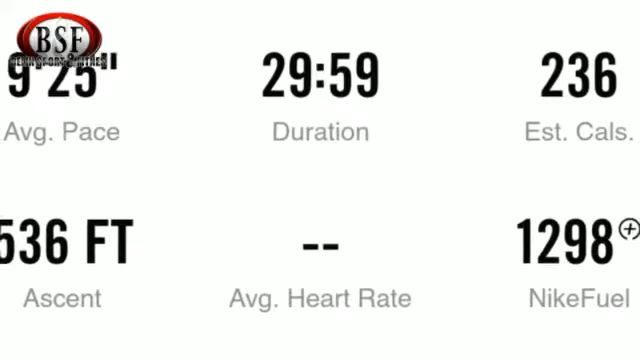 BSF
9'25"
29:59
236
Avg. Pace
Duration
Est. Cals.
536 FT
--
1298
Ascent
Avg. Heart Rate
NikeFuel